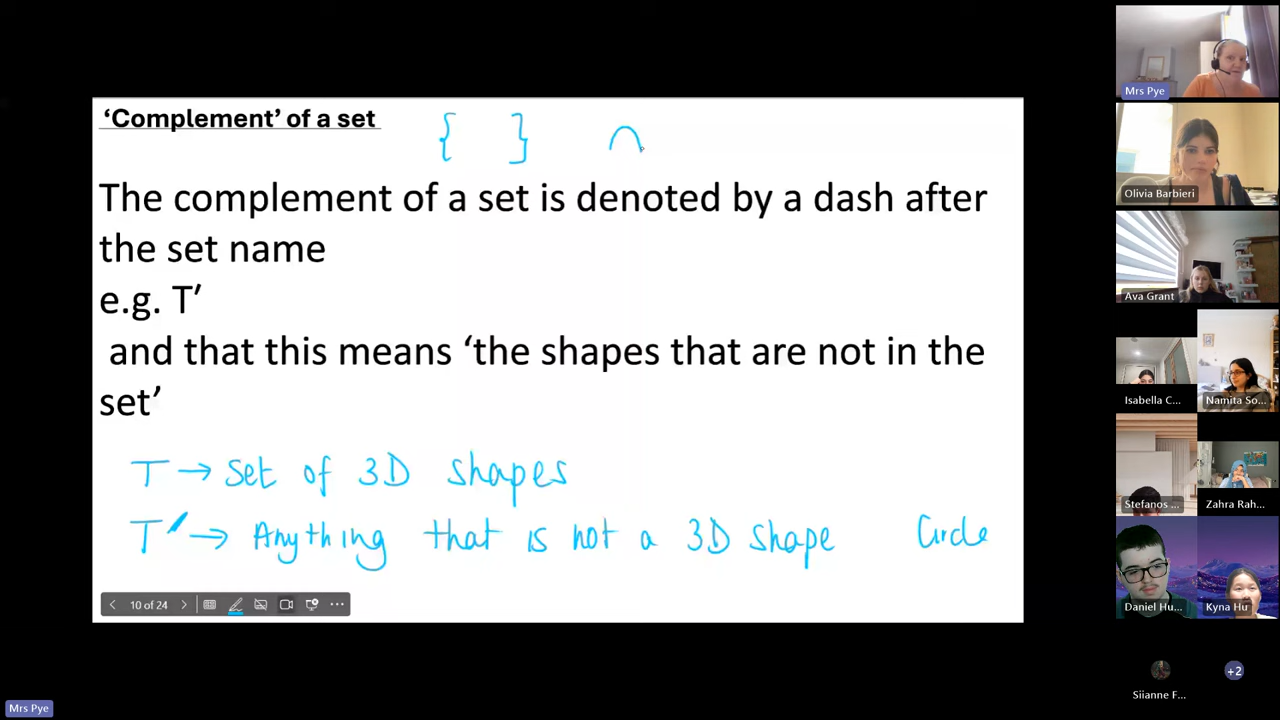 ‘Complement’ of a set
{ } ∩
The complement of a set is denoted by a dash after
the set name
e.g. T’
and that this means ‘the shapes that are not in the
set’
T → Set of 3D shapes
T' → Anything that is not a 3D shape Circle
10 of 24
Mrs Pye
Mrs Pye
Olivia Barbieri
Ava Grant
Isabella C...
Namita So...
Stefanos ...
Zahra Rah...
Daniel Hu...
Kyna Hu
+2
Siianne F...